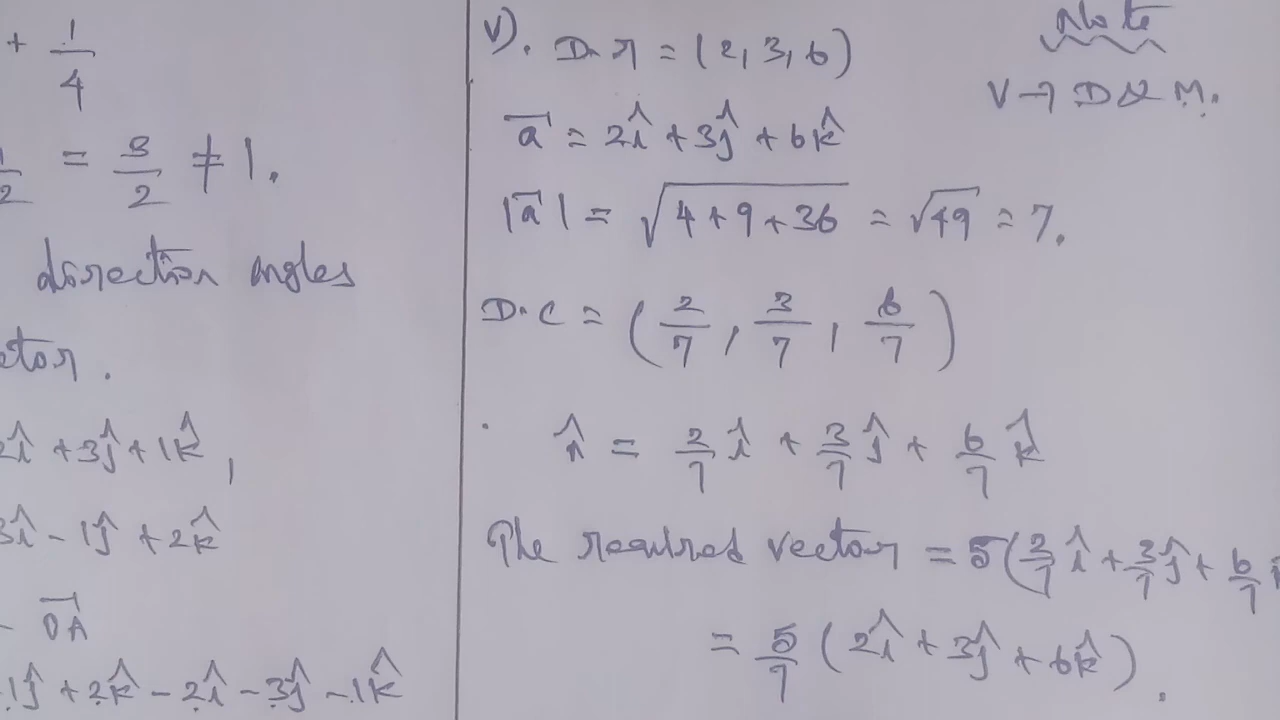 + 1/4
1/2 = 3/2 ≠ 1.
direction angles
ctor.
2î + 3ĵ + 1k̂,
3î - 1ĵ + 2k̂
- OA
1ĵ + 2k̂ - 2î - 3ĵ - 1k̂
v). D.r = (2, 3, 6)
a = 2î + 3ĵ + 6k̂
|a| = √4+9+36 = √49 = 7.
D.C = (2/7, 3/7, 6/7)
= 2/7 î + 3/7 ĵ + 6/7 k̂
The required vector = 5(2/7 î + 3/7 ĵ + 6/7
= 5/7 (2î + 3ĵ + 6k̂).
Note
V → D & M.